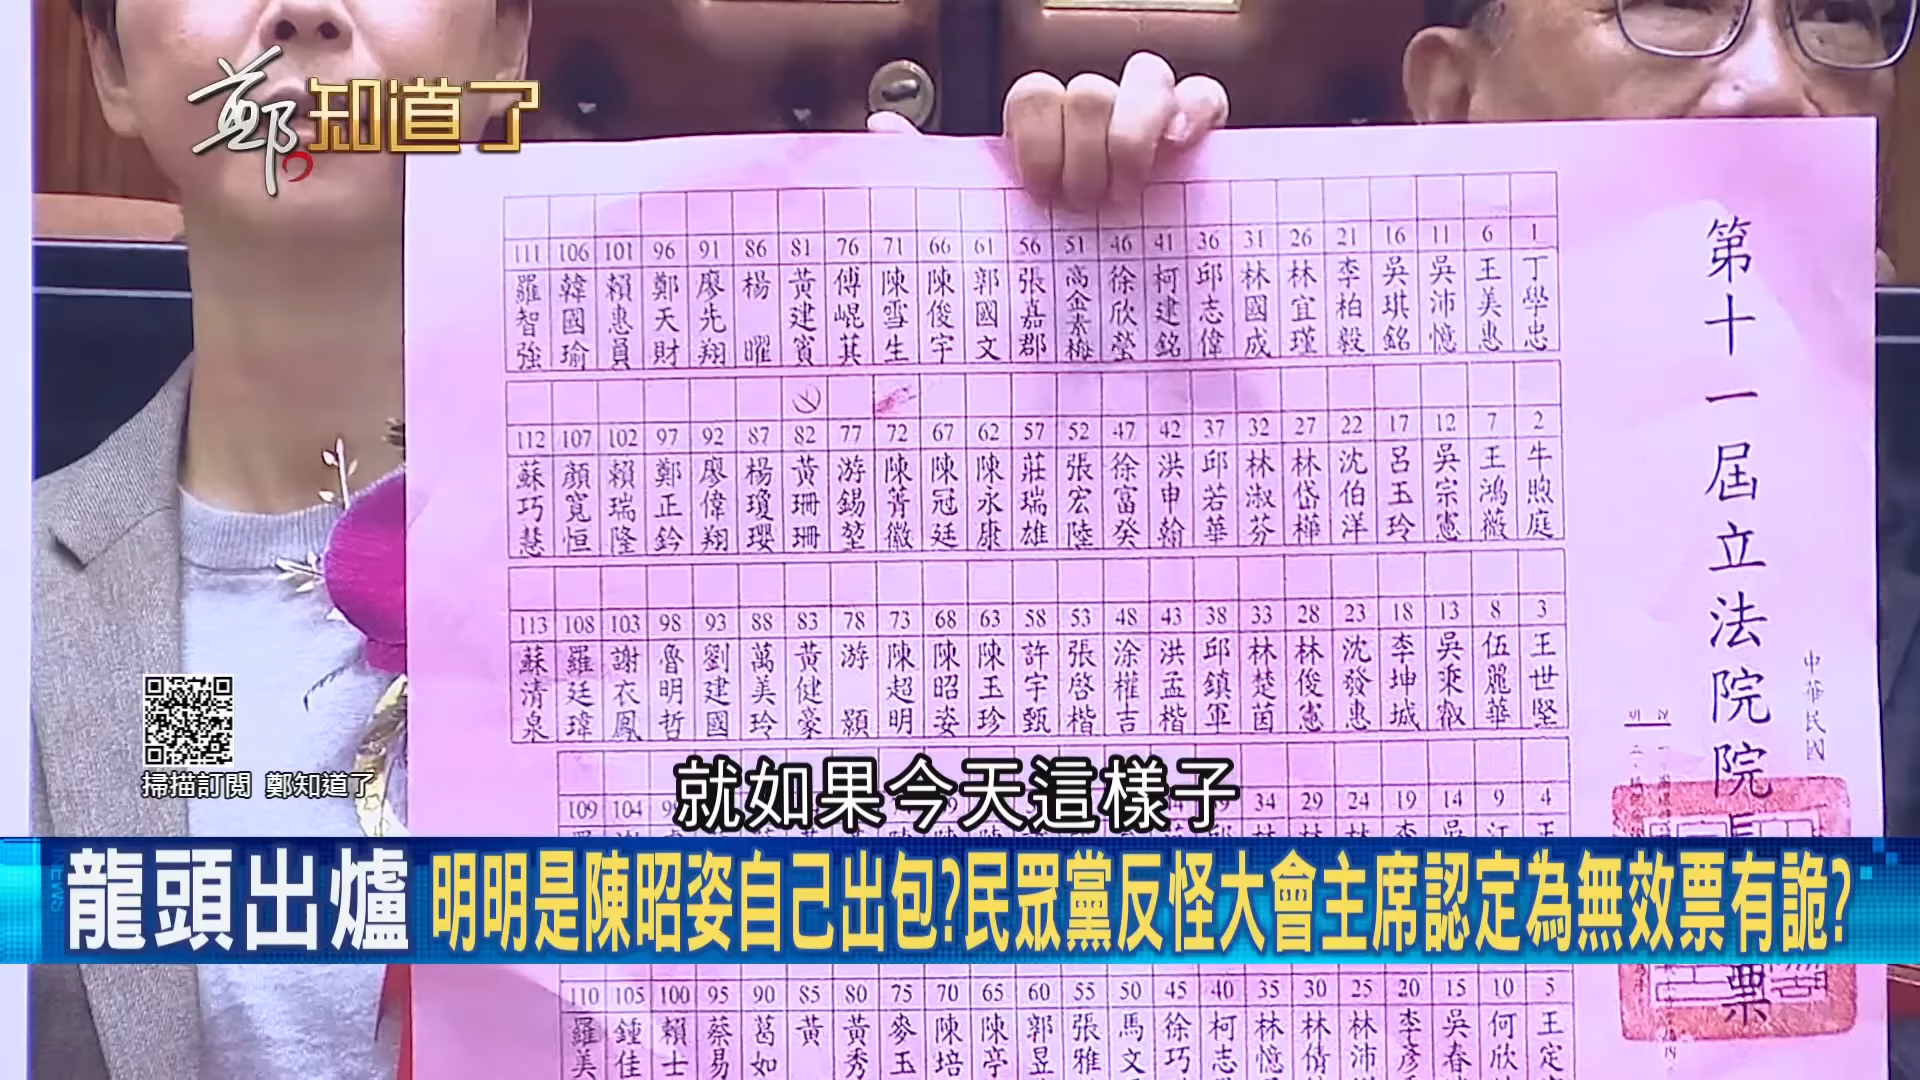 鄭知道了
第十一屆立法院院長
票
中華民國
1 丁學忠
6 王美惠
11 吳沛憶
16 吳琪銘
21 李柏毅
26 林宜瑾
31 林國成
36 邱志偉
41 柯建銘
46 徐欣瑩
51 高金素梅
56 張嘉郡
61 郭國文
66 陳俊宇
71 陳雪生
76 傅崐萁
81 黃建賓
86 楊曜
91 廖先翔
96 鄭天財
101 賴惠員
106 韓國瑜
111 羅智強
2 牛煦庭
7 王鴻薇
12 吳宗憲
17 呂玉玲
22 沈伯洋
27 林岱樺
32 林淑芬
37 邱若華
42 洪申翰
47 徐富癸
52 張宏陸
57 莊瑞雄
62 陳永康
67 陳冠廷
72 陳菁徽
77 游錫堃
82 黃珊珊
87 楊瓊瓔
92 廖偉翔
97 鄭正鈐
102 賴瑞隆
107 顏寬恒
112 蘇巧慧
3 王世堅
8 伍麗華
13 吳秉叡
18 李坤城
23 沈發惠
28 林俊憲
33 林楚茵
38 邱鎮軍
43 洪孟楷
48 涂權吉
53 張啓楷
58 許宇甄
63 陳玉珍
68 陳昭姿
73 陳超明
78 游顥
83 黃健豪
88 萬美玲
93 劉建國
98 魯明哲
103 謝衣鳳
108 羅廷瑋
113 蘇清泉
4
9
14
19
24
29
34
104
109
5 王定
10 何欣
15 吳春
20 李彥
25 林沛
30 林倩
35 林憶
40 柯志
45 徐巧
50 馬文
55 張雅
60 郭昱
65 陳亭
70 陳培
75 麥玉
80 黃秀
85 黃
90 葛如
95 蔡易
100 賴士
105 鍾佳
110 羅美
掃描訂閱 鄭知道了
就如果今天這樣子
龍頭出爐
明明是陳昭姿自己出包?民眾黨反怪大會主席認定為無效票有詭?